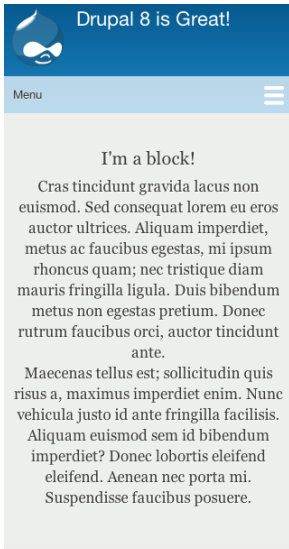 Drupal 8 is Great!
Menu
I'm a block!
Cras tincidunt gravida lacus non
euismod. Sed consequat lorem eu eros
auctor ultrices. Aliquam imperdiet,
metus ac faucibus egestas, mi ipsum
rhoncus quam; nec tristique diam
mauris fringilla ligula. Duis bibendum
metus non egestas pretium. Donec
rutrum faucibus orci, auctor tincidunt
ante.
Maecenas tellus est; sollicitudin quis
risus a, maximus imperdiet enim. Nunc
vehicula justo id ante fringilla facilisis.
Aliquam euismod sem id bibendum
imperdiet? Donec lobortis eleifend
eleifend. Aenean nec porta mi.
Suspendisse faucibus posuere.